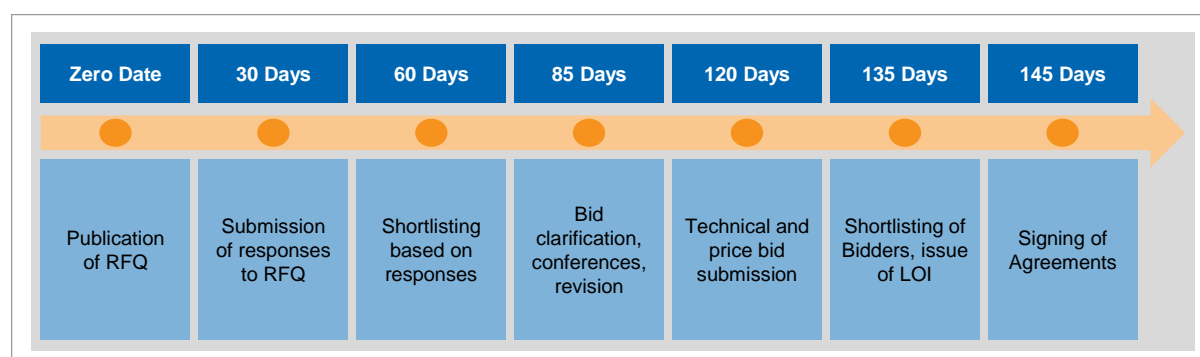 Zero Date
30 Days
60 Days
85 Days
120 Days
135 Days
145 Days
Publication
of RFQ
Submission
of responses
to RFQ
Shortlisting
based on
responses
Bid
clarification,
conferences,
revision
Technical and
price bid
submission
Shortlisting of
Bidders, issue
of LOI
Signing of
Agreements